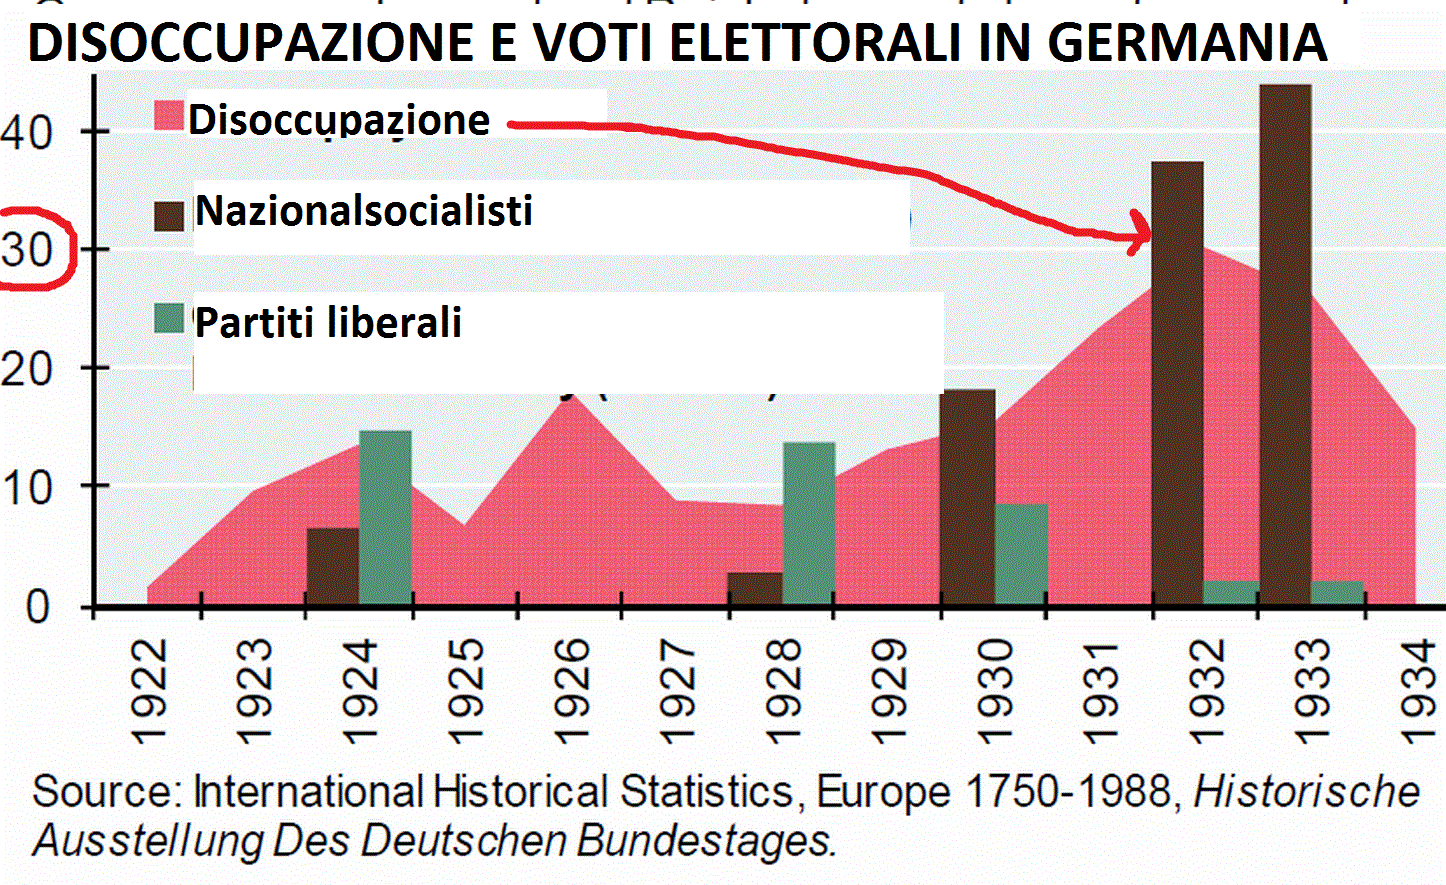 DISOCCUPAZIONE E VOTI ELETTORALI IN GERMANIA
40
30
20
10
0
Disoccupazione
Nazionalsocialisti
Partiti liberali
1922 1923 1924 1925 1926 1927 1928 1929 1930 1931 1932 1933 1934
Source: International Historical Statistics, Europe 1750-1988, Historische
Ausstellung Des Deutschen Bundestages.